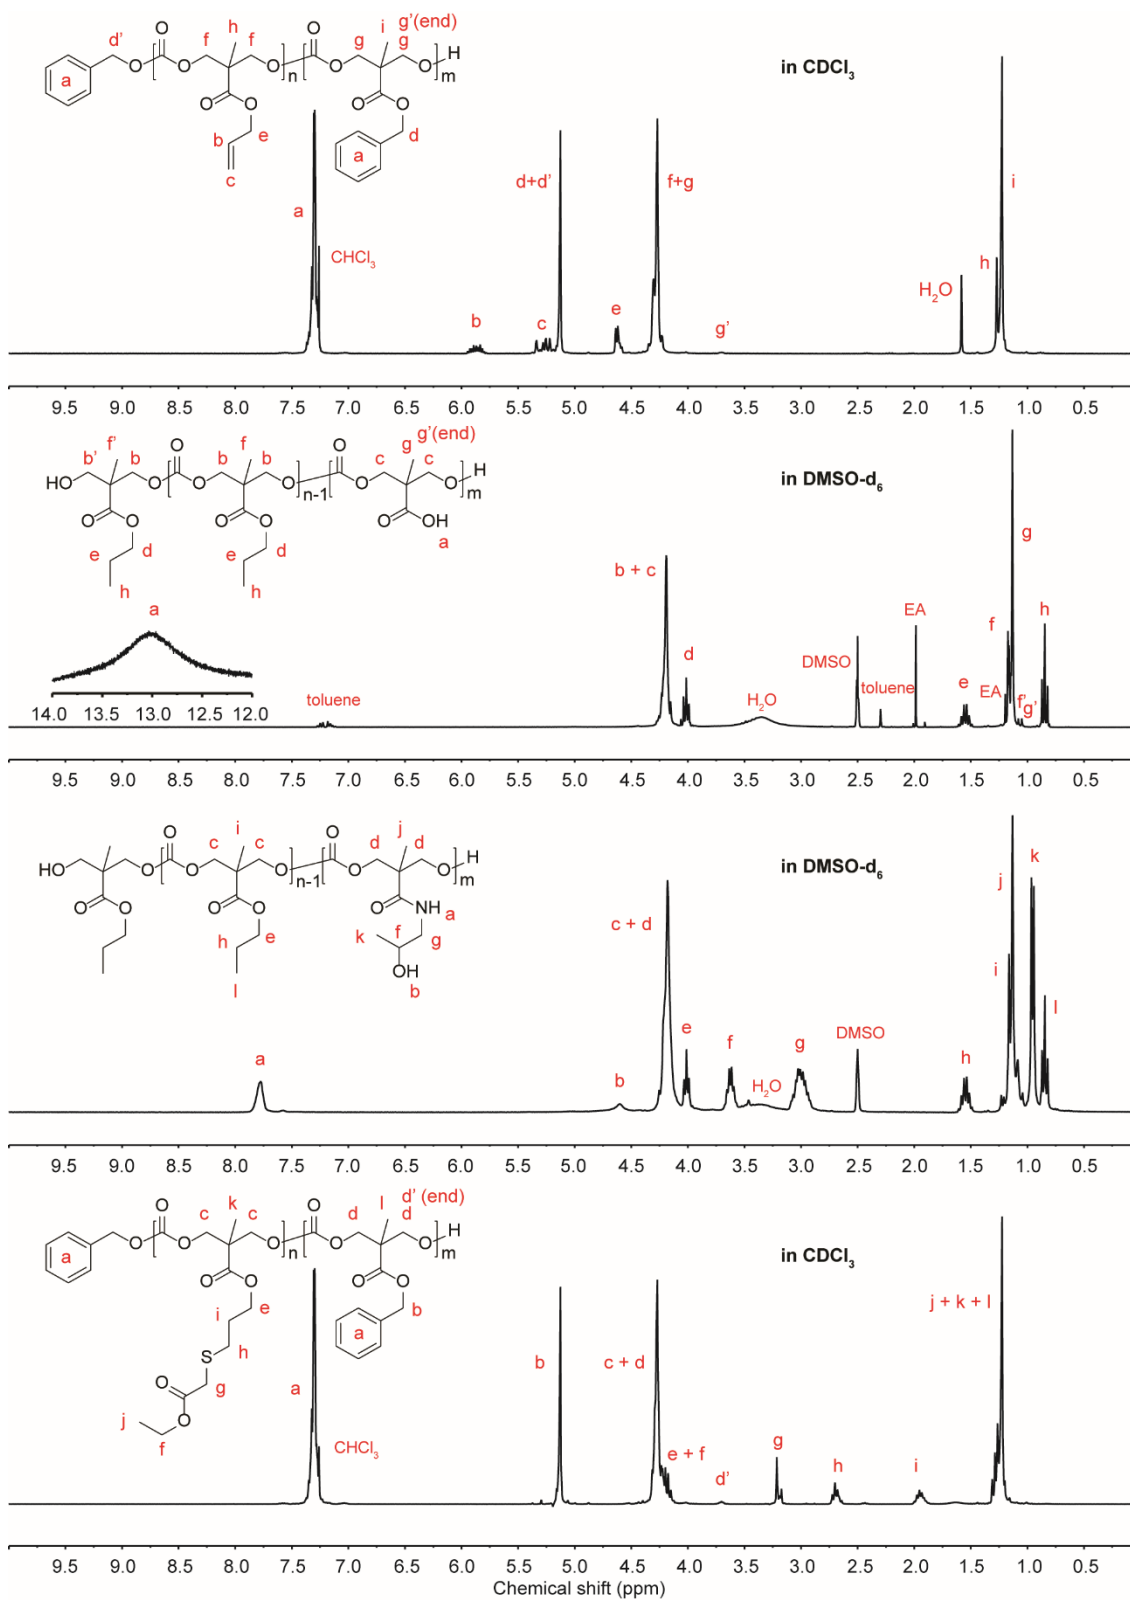 d' O f h f O g i g'(end) g
O O O O O O H
a n m
O O O O
b e d
c a
in CDCl3
a CHCl3 b c d+d' e f+g g' H2O h i
9.5 9.0 8.5 8.0 7.5 7.0 6.5 6.0 5.5 5.0 4.5 4.0 3.5 3.0 2.5 2.0 1.5 1.0 0.5
b' f' b O b f b O c g g'(end) c
HO O O O O O O H
n-1 m
O O O O O OH
e d e d a
h h
in DMSO-d6
a
14.0 13.5 13.0 12.5 12.0
toluene b + c d H2O DMSO toluene EA e EA f f' g' g h
9.5 9.0 8.5 8.0 7.5 7.0 6.5 6.0 5.5 5.0 4.5 4.0 3.5 3.0 2.5 2.0 1.5 1.0 0.5
O c i c O d j d
HO O O O O O O H
n-1 m
O O O O O NH a
h e k f g
l OH b
in DMSO-d6
a b c + d e f H2O g DMSO h i j k l
9.5 9.0 8.5 8.0 7.5 7.0 6.5 6.0 5.5 5.0 4.5 4.0 3.5 3.0 2.5 2.0 1.5 1.0 0.5
O c k c O d l d' (end) d
O O O O O O H
a n m
O O O O
i e b
S h a
O g
O
j f
in CDCl3
a CHCl3 b c + d e + f d' g h i j + k + l
9.5 9.0 8.5 8.0 7.5 7.0 6.5 6.0 5.5 5.0 4.5 4.0 3.5 3.0 2.5 2.0 1.5 1.0 0.5
Chemical shift (ppm)